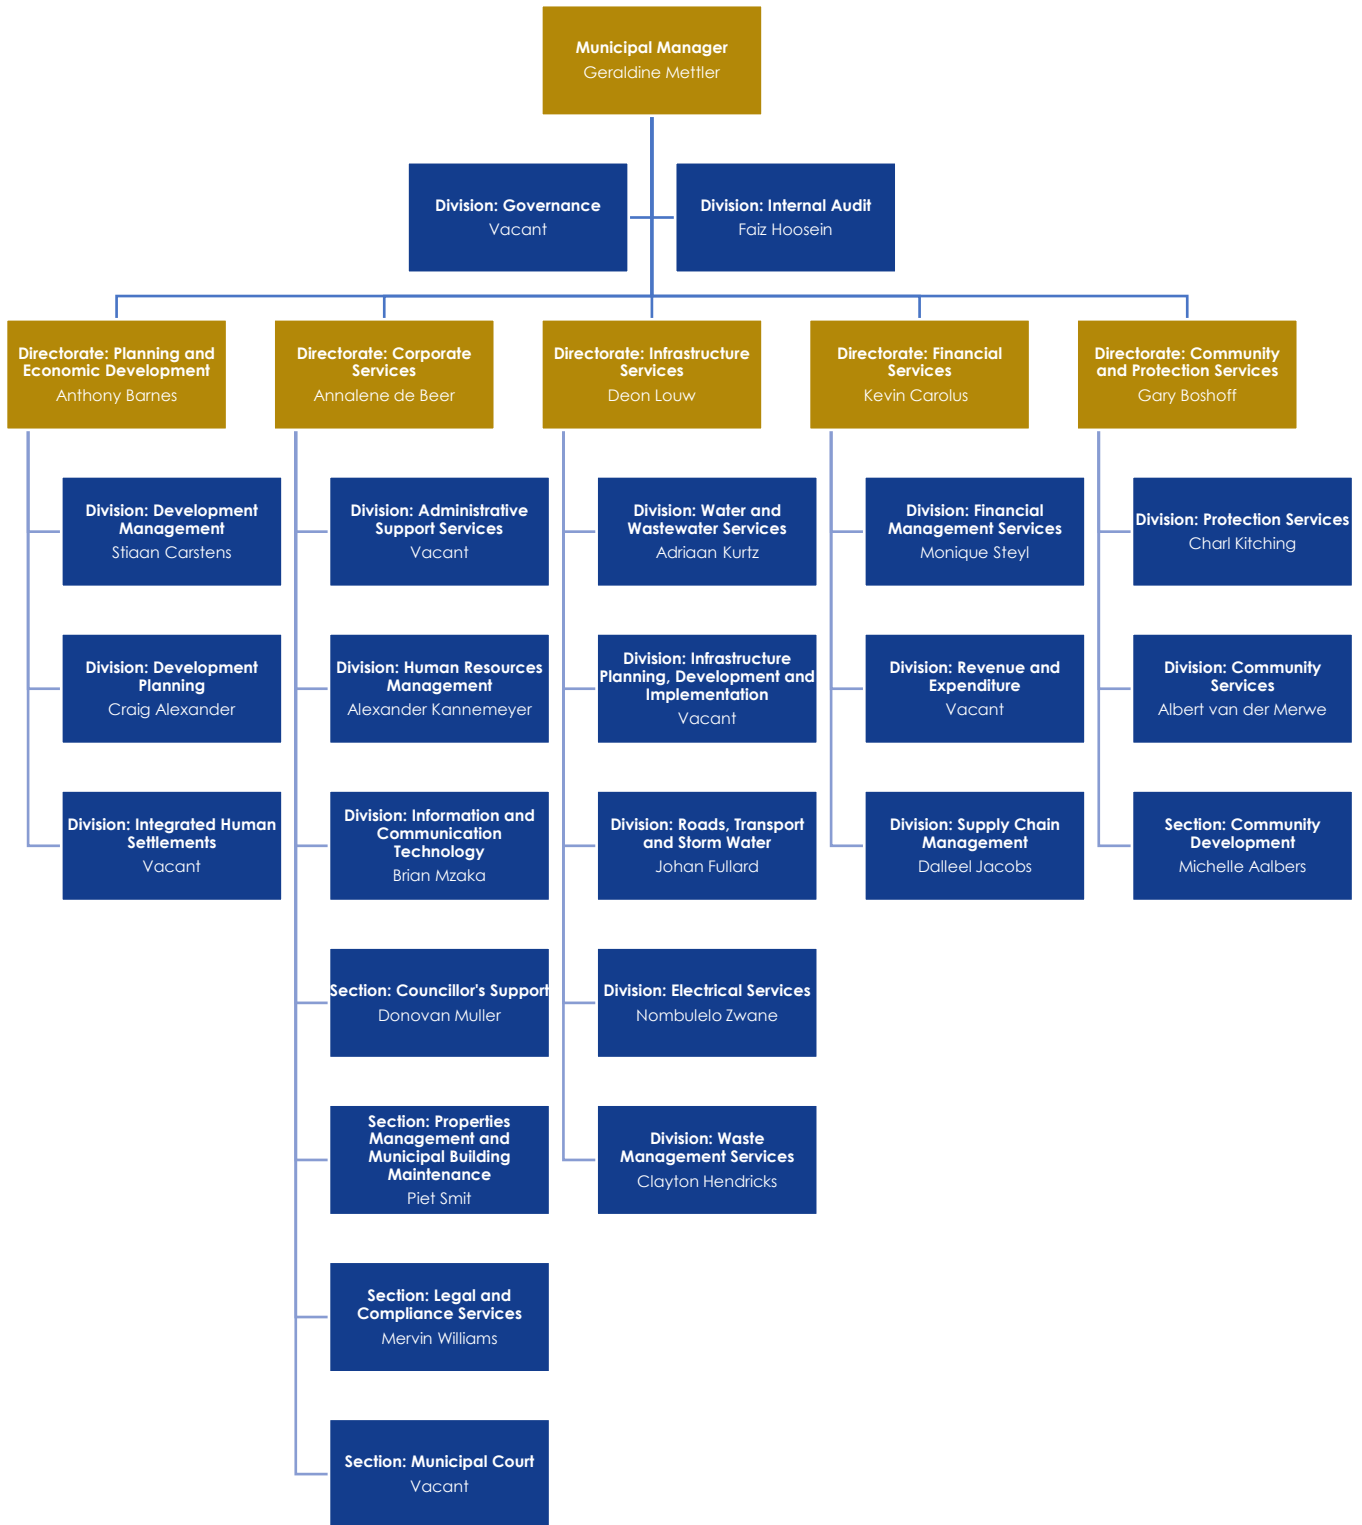 Municipal Manager
Geraldine Mettler
Division: Governance
Vacant
Division: Internal Audit
Faiz Hoosein
Directorate: Planning and
Economic Development
Anthony Barnes
Directorate: Corporate
Services
Annalene de Beer
Directorate: Infrastructure
Services
Deon Louw
Directorate: Financial
Services
Kevin Carolus
Directorate: Community
and Protection Services
Gary Boshoff
Division: Development
Management
Stiaan Carstens
Division: Development
Planning
Craig Alexander
Division: Integrated Human
Settlements
Vacant
Division: Administrative
Support Services
Vacant
Division: Human Resources
Management
Alexander Kannemeyer
Division: Information and
Communication
Technology
Brian Mzaka
Section: Councillor's Support
Donovan Muller
Section: Properties
Management and
Municipal Building
Maintenance
Piet Smit
Section: Legal and
Compliance Services
Mervin Williams
Section: Municipal Court
Vacant
Division: Water and
Wastewater Services
Adriaan Kurtz
Division: Infrastructure
Planning, Development and
Implementation
Vacant
Division: Roads, Transport
and Storm Water
Johan Fullard
Division: Electrical Services
Nombulelo Zwane
Division: Waste
Management Services
Clayton Hendricks
Division: Financial
Management Services
Monique Steyl
Division: Revenue and
Expenditure
Vacant
Division: Supply Chain
Management
Dalleel Jacobs
Division: Protection Services
Charl Kitching
Division: Community
Services
Albert van der Merwe
Section: Community
Development
Michelle Aalbers